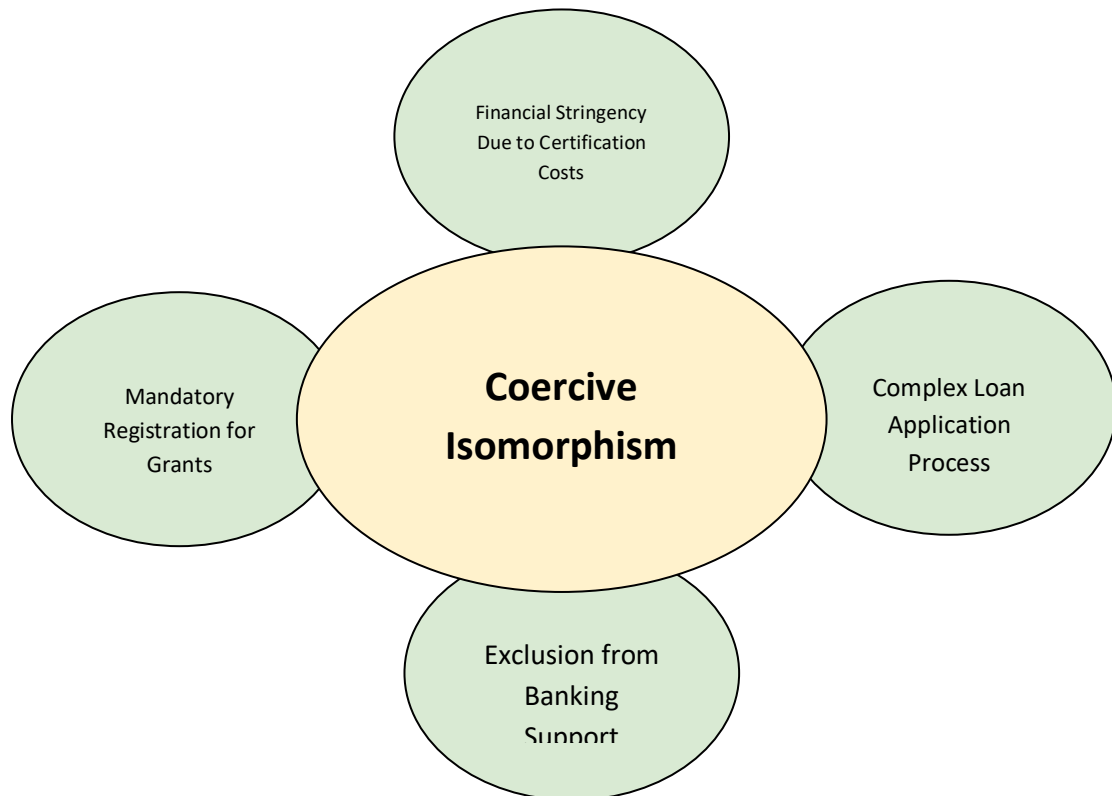 Financial Stringency
Due to Certification
Costs
Mandatory
Registration for
Grants
Coercive
Isomorphism
Complex Loan
Application
Process
Exclusion from
Banking
Support